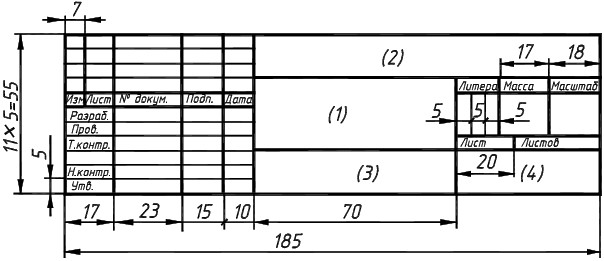 7
(2)
17 18
Изм Лист № докум. Подп. Дата
Литера Масса Масштаб
11×5=55
Разраб.
(1)
5 5 5
Пров.
Т.контр.
Лист Листов
5
20
Н.контр.
(3)
(4)
Утв.
17 23 15 10 70
185